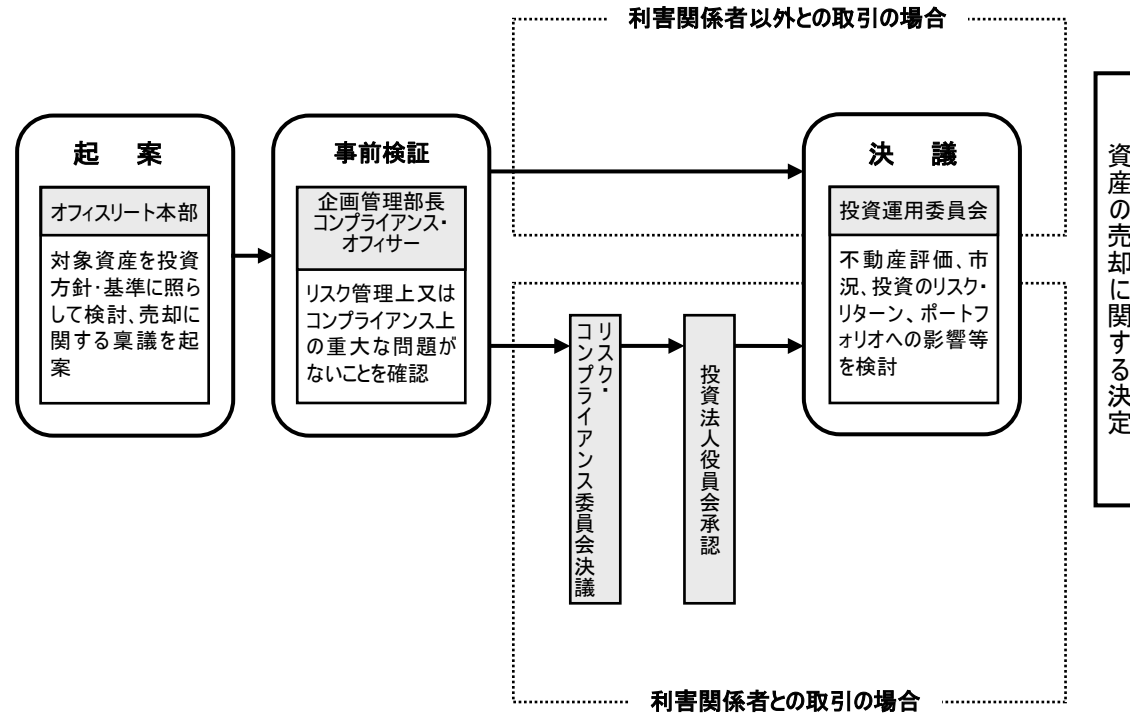 利害関係者以外との取引の場合
起　案
オフィスリート本部
対象資産を投資
方針・基準に照ら
して検討、売却に
関する稟議を起
案
事前検証
企画管理部長
コンプライアンス・
オフィサー
リスク管理上又は
コンプライアンス上
の重大な問題が
ないことを確認
リスク・
コンプライアンス委員会決議
投資法人役員会承認
決　議
投資運用委員会
不動産評価、市
況、投資のリスク・
リターン、ポートフ
ォリオへの影響等
を検討
資産の売却に関する決定
利害関係者との取引の場合